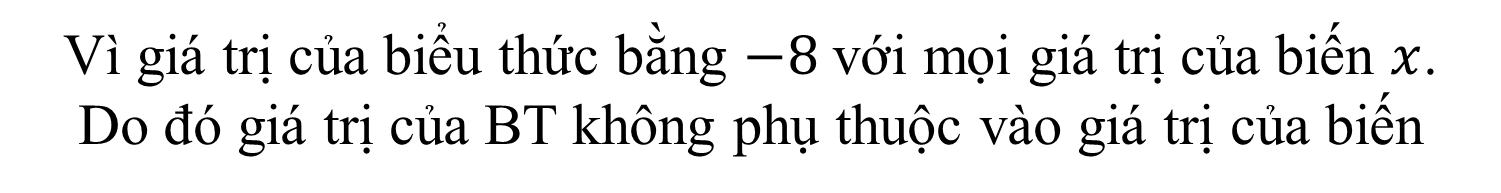 Vì giá trị của biểu thức bằng −8 với mọi giá trị của biến x.
Do đó giá trị của BT không phụ thuộc vào giá trị của biến